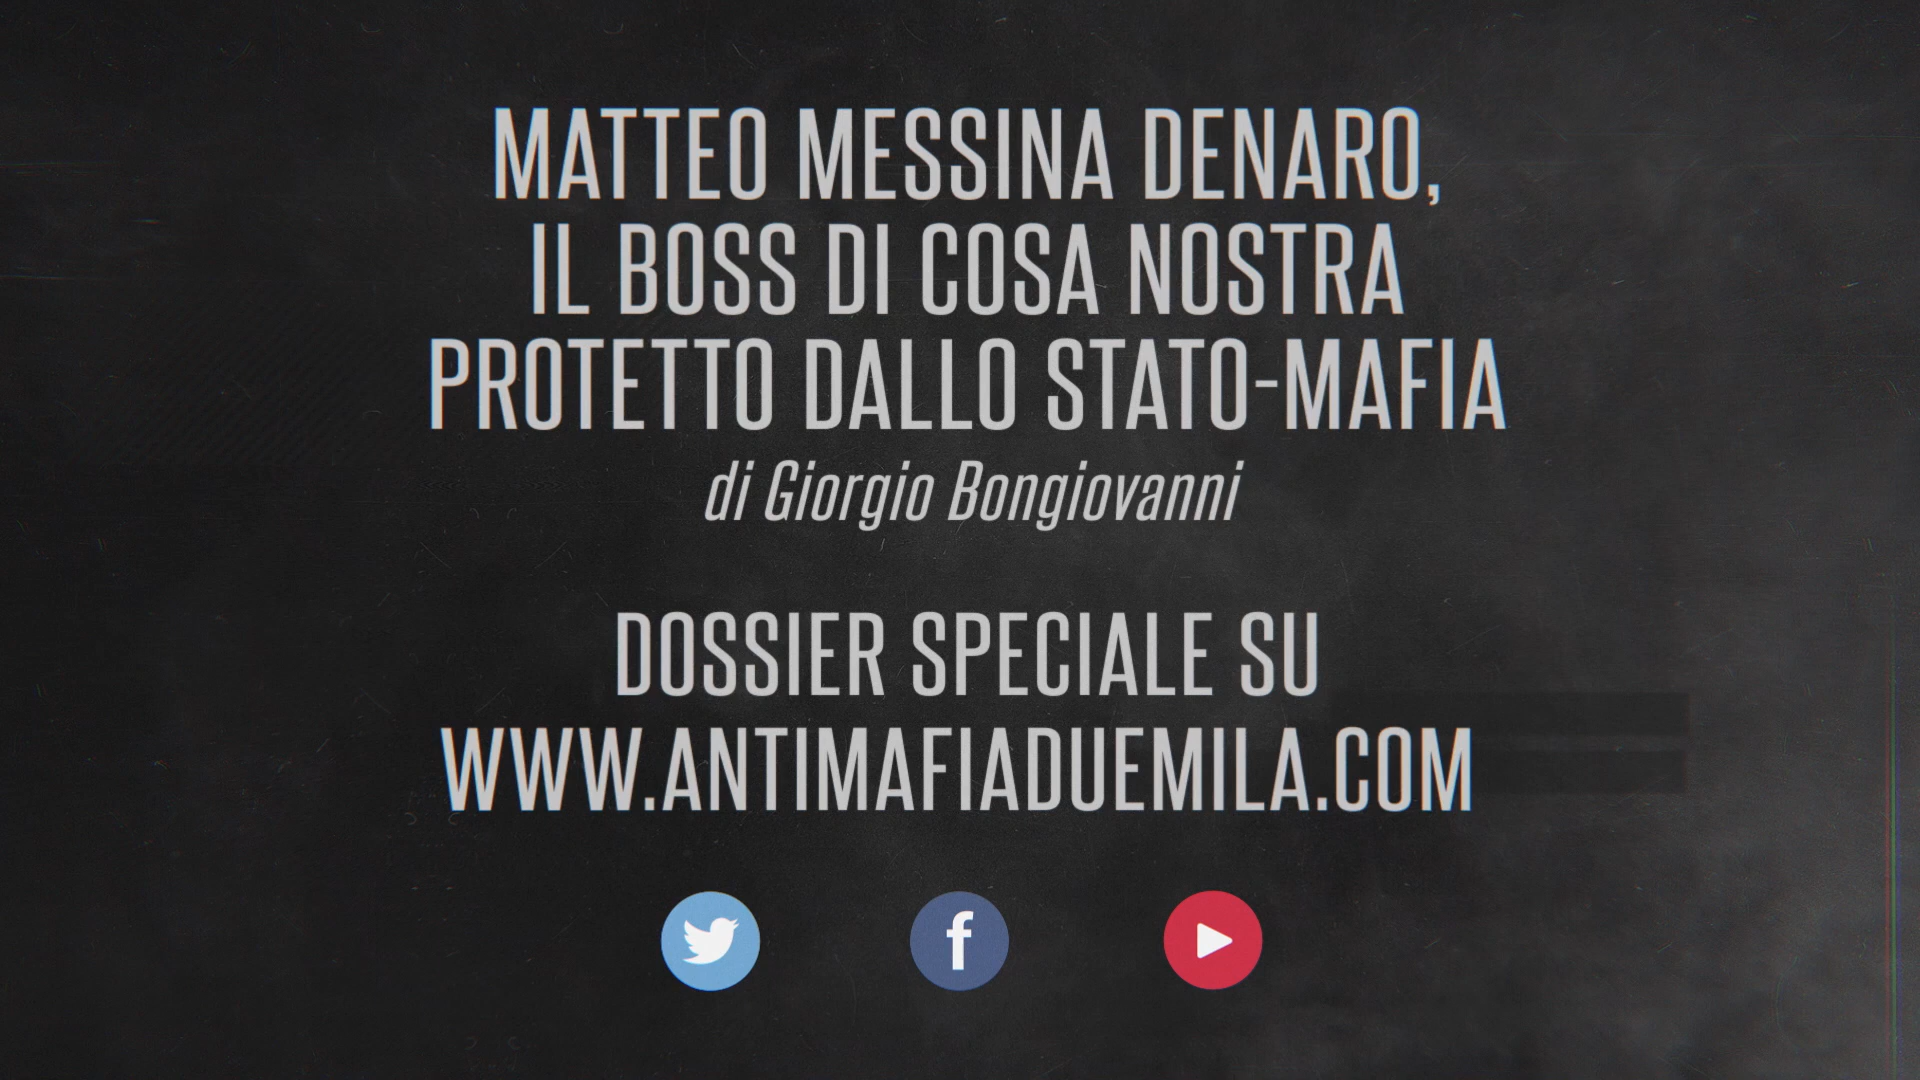 MATTEO MESSINA DENARO,
IL BOSS DI COSA NOSTRA
PROTETTO DALLO STATO-MAFIA
di Giorgio Bongiovanni
DOSSIER SPECIALE SU
WWW.ANTIMAFIADUEMILA.COM